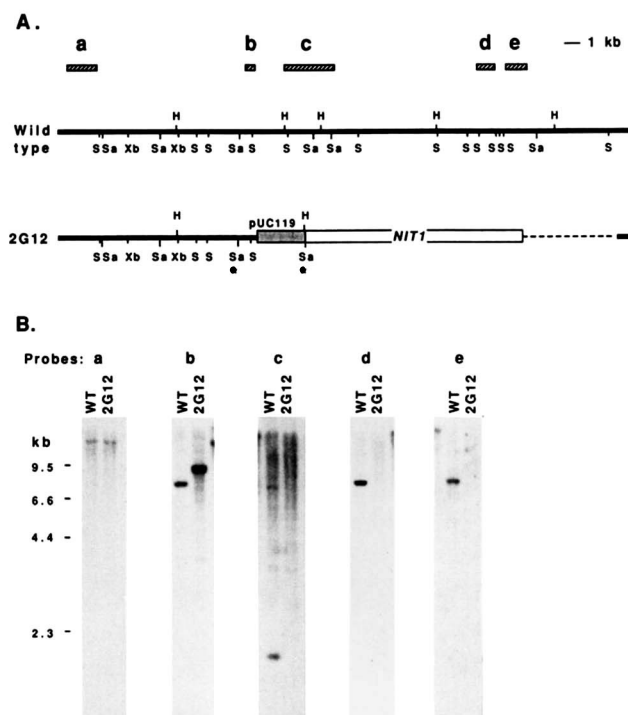 A.
a b c d e — 1 kb
H H H H H
Wild
type
S Sa Xb Sa Xb S S Sa S S Sa Sa S S S S S S S Sa S
pUC119
H H
2G12 NIT1
S Sa Xb Sa Xb S S Sa S Sa
B.
Probes: a b c d e
WT 2G12 WT 2G12 WT 2G12 WT 2G12 WT 2G12
kb
9.5 -
6.6 -
4.4 -
2.3 -